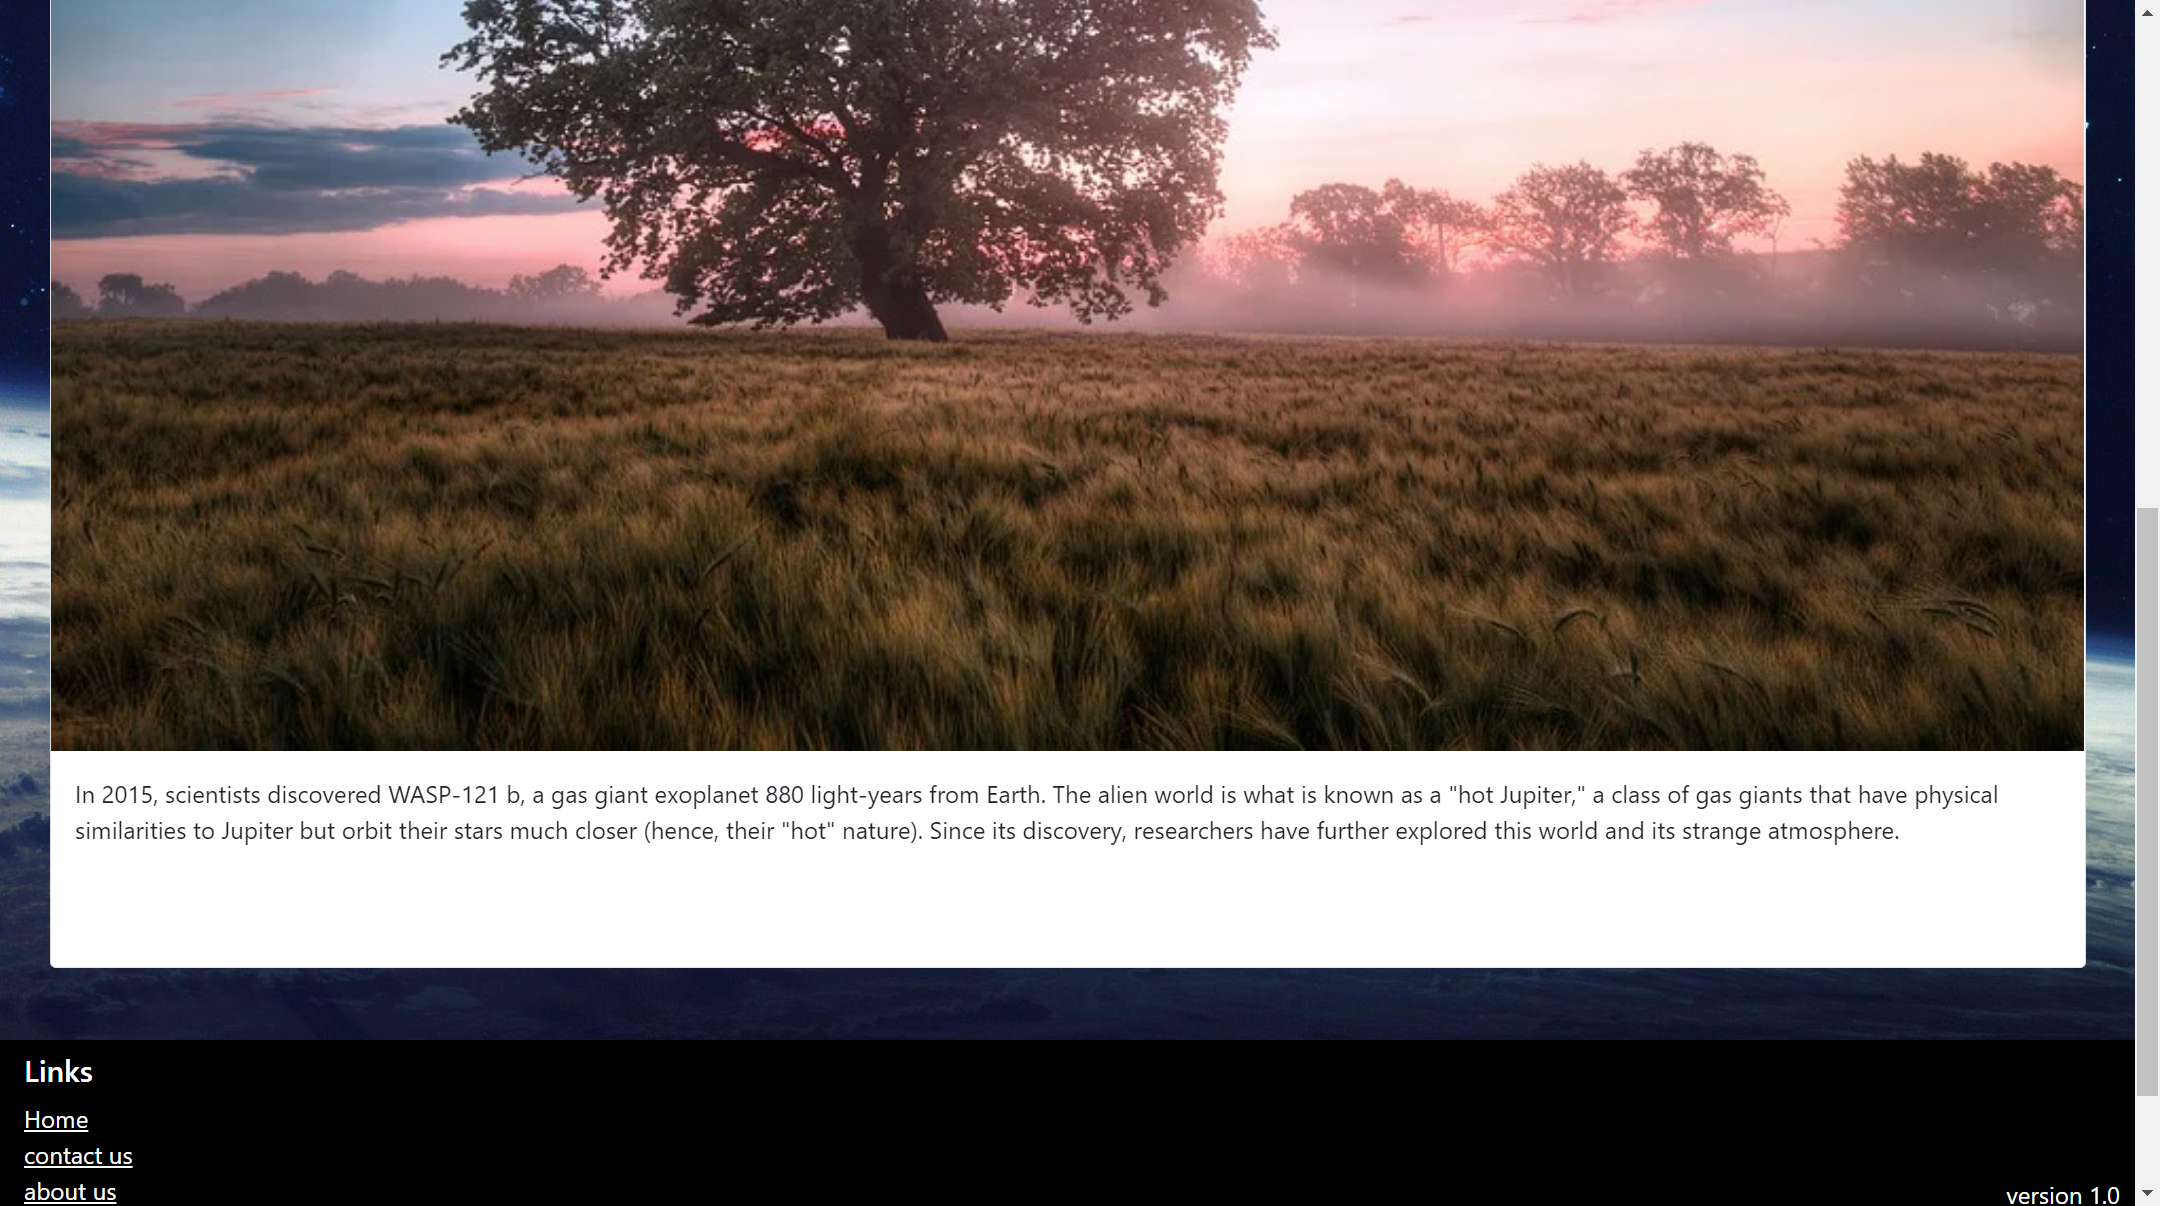 In 2015, scientists discovered WASP-121 b, a gas giant exoplanet 880 light-years from Earth. The alien world is what is known as a "hot Jupiter," a class of gas giants that have physical
similarities to Jupiter but orbit their stars much closer (hence, their "hot" nature). Since its discovery, researchers have further explored this world and its strange atmosphere.
Links
Home
contact us
about us
version 1.0